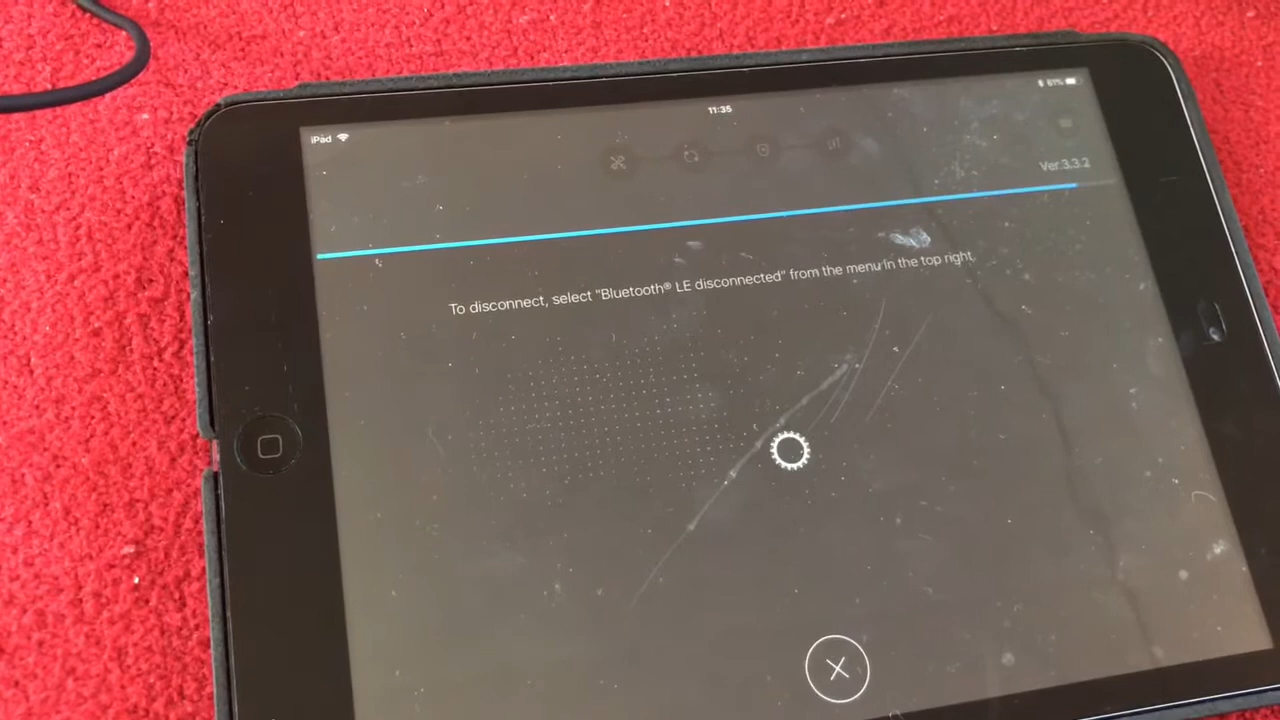 11:35
61%
iPad
Ver.3.3.2
To disconnect, select "Bluetooth® LE disconnected" from the menu in the top right.